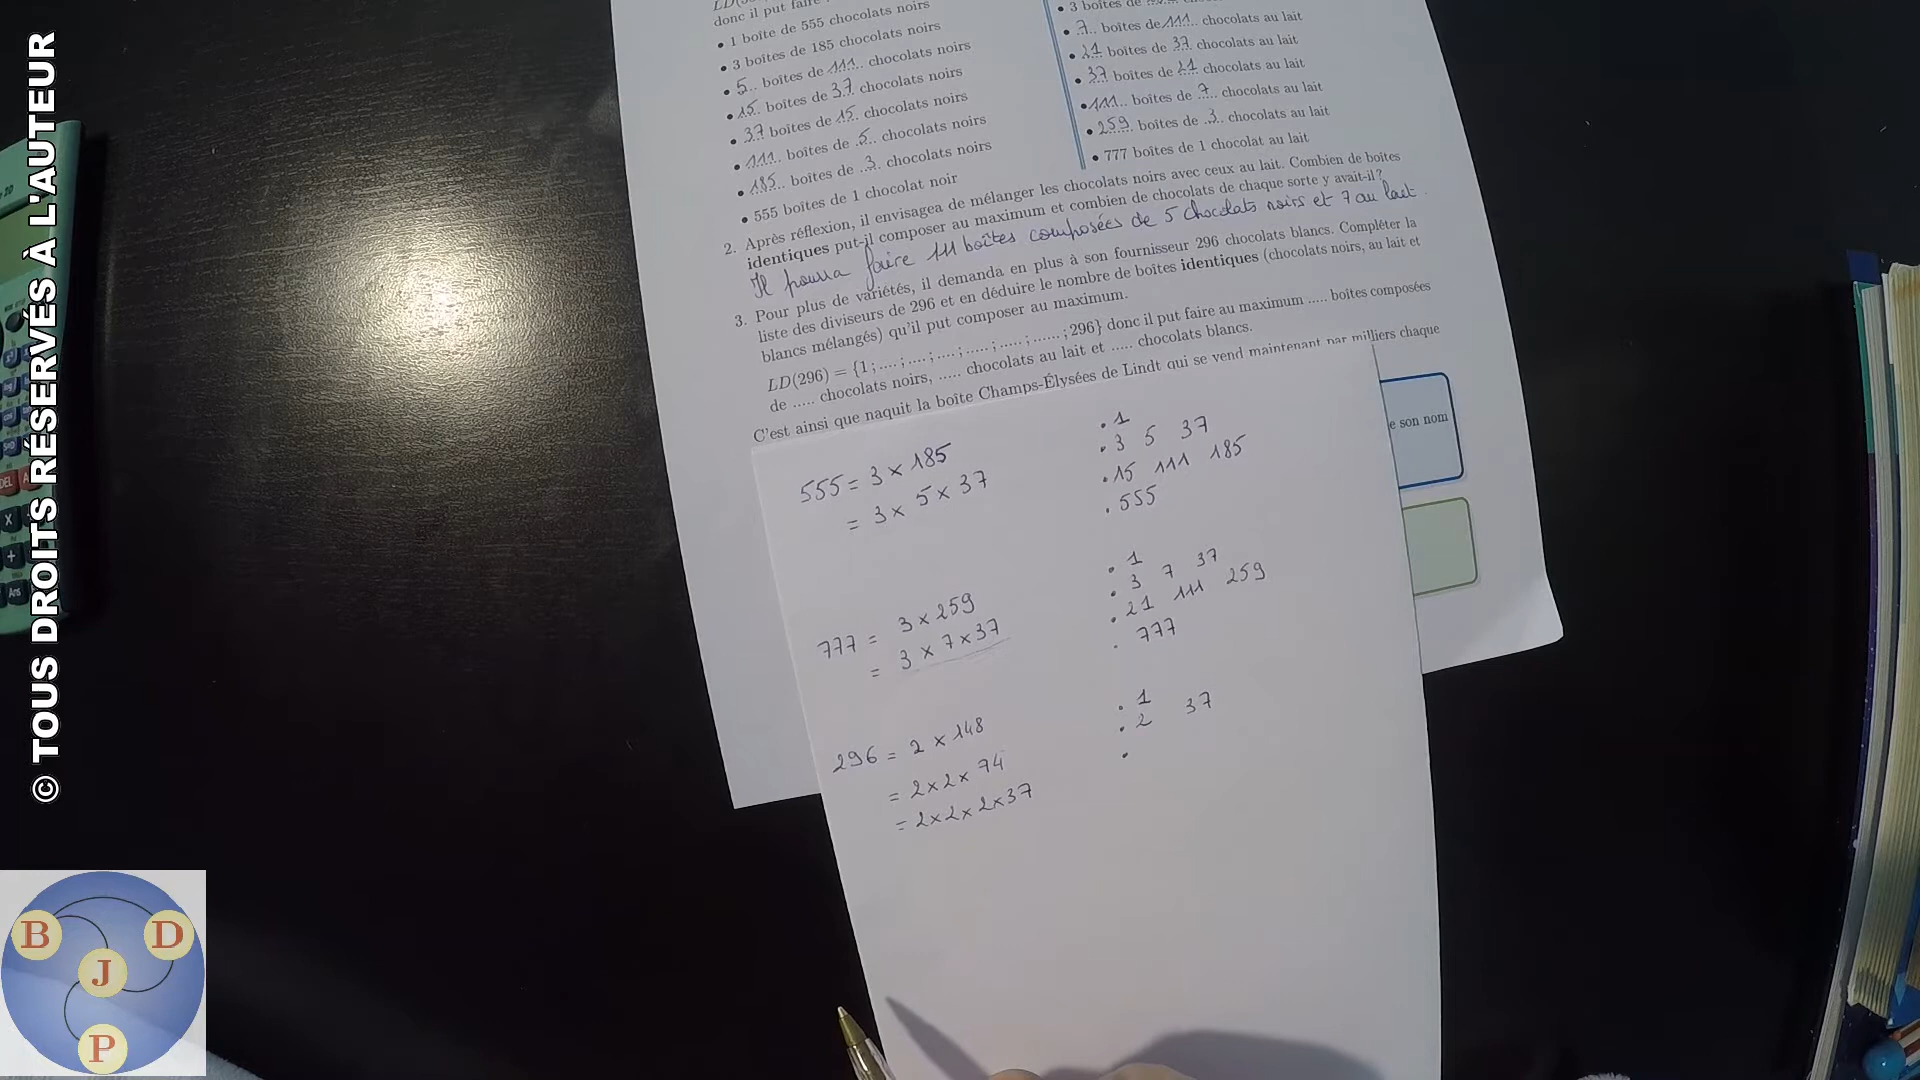 © TOUS DROITS RÉSERVÉS À L'AUTEUR
donc il put faire
• 1 boîte de 555 chocolats noirs
• 3 boîtes de 185 chocolats noirs
• 5 boîtes de 111 chocolats noirs
• 15 boîtes de 37 chocolats noirs
• 37 boîtes de 15 chocolats noirs
• 111 boîtes de 5 chocolats noirs
• 185 boîtes de 3 chocolats noirs
• 555 boîtes de 1 chocolat noir
• 3 boîtes de
• 7 boîtes de 111 chocolats au lait
• 21 boîtes de 37 chocolats au lait
• 37 boîtes de 21 chocolats au lait
• 111 boîtes de 7 chocolats au lait
• 259 boîtes de 3 chocolats au lait
• 777 boîtes de 1 chocolat au lait
2. Après réflexion, il envisagea de mélanger les chocolats noirs avec ceux au lait. Combien de boîtes
identiques put-il composer au maximum et combien de chocolats de chaque sorte y avait-il ?
Il pourra faire 111 boîtes composées de 5 chocolats noirs et 7 au lait.
3. Pour plus de variétés, il demanda en plus à son fournisseur 296 chocolats blancs. Compléter la
liste des diviseurs de 296 et en déduire le nombre de boîtes identiques (chocolats noirs, au lait et
blancs mélangés) qu'il put composer au maximum.
LD(296) = {1 ; .... ; .... ; .... ; ..... ; ..... ; ...... ; 296} donc il put faire au maximum ..... boîtes composées
de ..... chocolats noirs, ..... chocolats au lait et ..... chocolats blancs.
C'est ainsi que naquit la boîte Champs-Élysées de Lindt qui se vend maintenant par milliers chaque
e son nom
555 = 3 × 185
= 3 × 5 × 37
• 1
• 3 5 37
• 15 111 185
• 555
777 = 3 × 259
= 3 × 7 × 37
• 1
• 3 7 37
• 21 111 259
• 777
296 = 2 × 148
= 2 × 2 × 74
= 2 × 2 × 2 × 37
• 1
• 2 37
•
DEL
X
+
Ans
B D
J
P